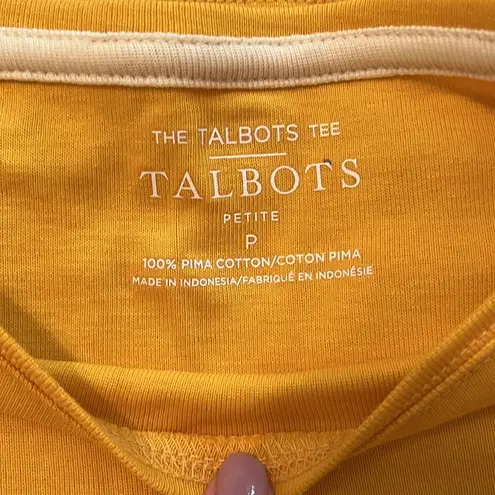 THE TALBOTS TEE
TALBOTS
PETITE
P
100% PIMA COTTON/COTON PIMA
MADE IN INDONESIA/FABRIQUÉ EN INDONÉSIE